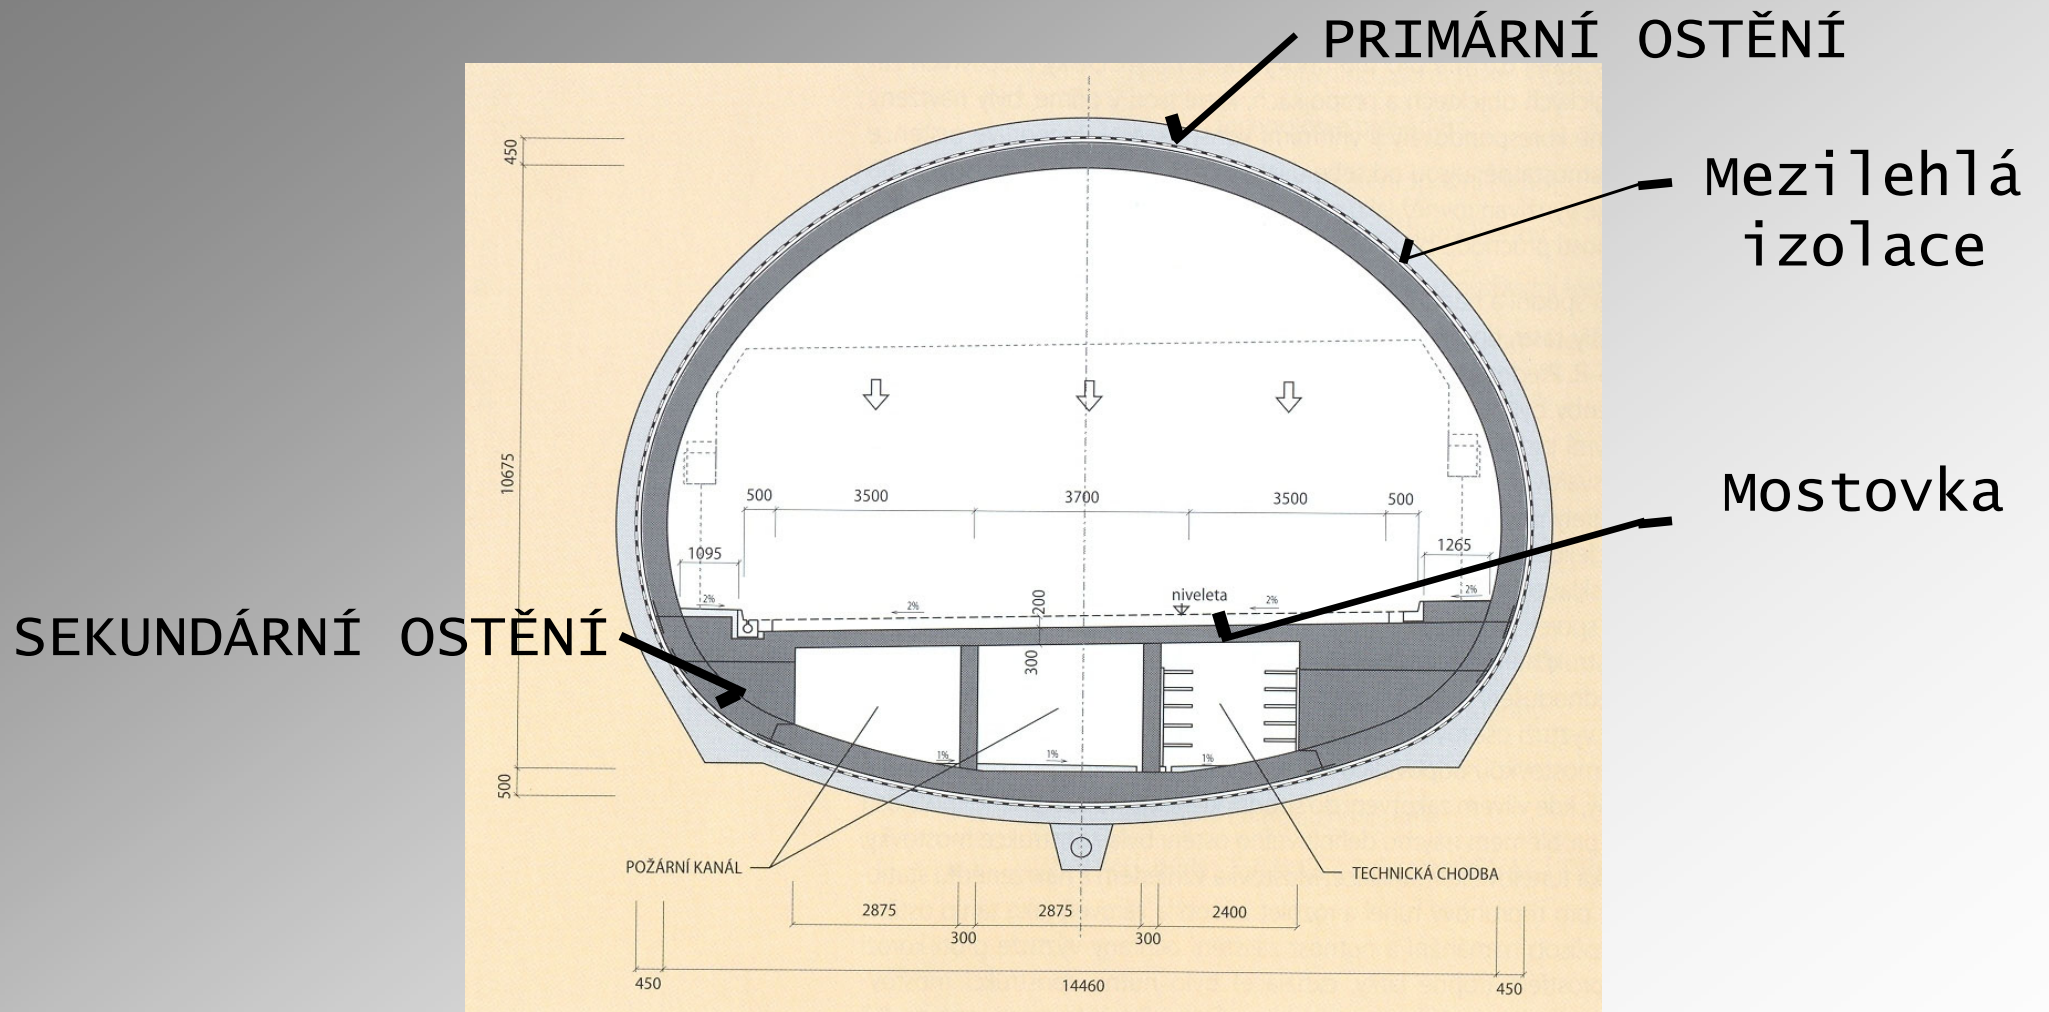 PRIMÁRNÍ OSTĚNÍ
Mezilehlá
izolace
450
10675
Mostovka
500 3500 3700 3500 500
1095 1265
2% 2% niveleta 2% 2%
200
SEKUNDÁRNÍ OSTĚNÍ
300
1% 1% 1%
500
POŽÁRNÍ KANÁL TECHNICKÁ CHODBA
2875 2875 2400
300 300
450 14460 450